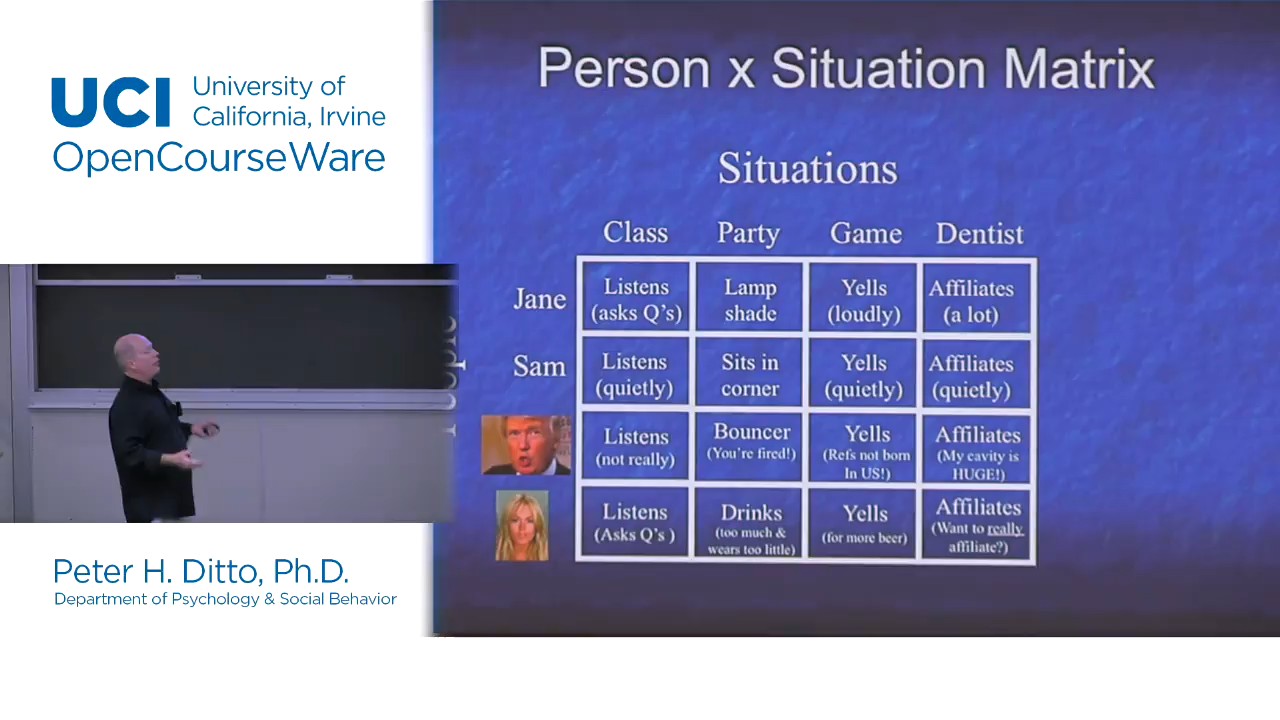 UCI University of
California, Irvine
OpenCourseWare
Person x Situation Matrix
Situations
Class Party Game Dentist
Jane
Listens
(asks Q's)
Lamp
shade
Yells
(loudly)
Affiliates
(a lot)
Sam
Listens
(quietly)
Sits in
corner
Yells
(quietly)
Affiliates
(quietly)
Listens
(not really)
Bouncer
(You're fired!)
Yells
(Refs not born
In US!)
Affiliates
(My cavity is
HUGE!)
Listens
(Asks Q's )
Drinks
(too much &
wears too little)
Yells
(for more beer)
Affiliates
(Want to really
affiliate?)
Peter H. Ditto, Ph.D.
Department of Psychology & Social Behavior